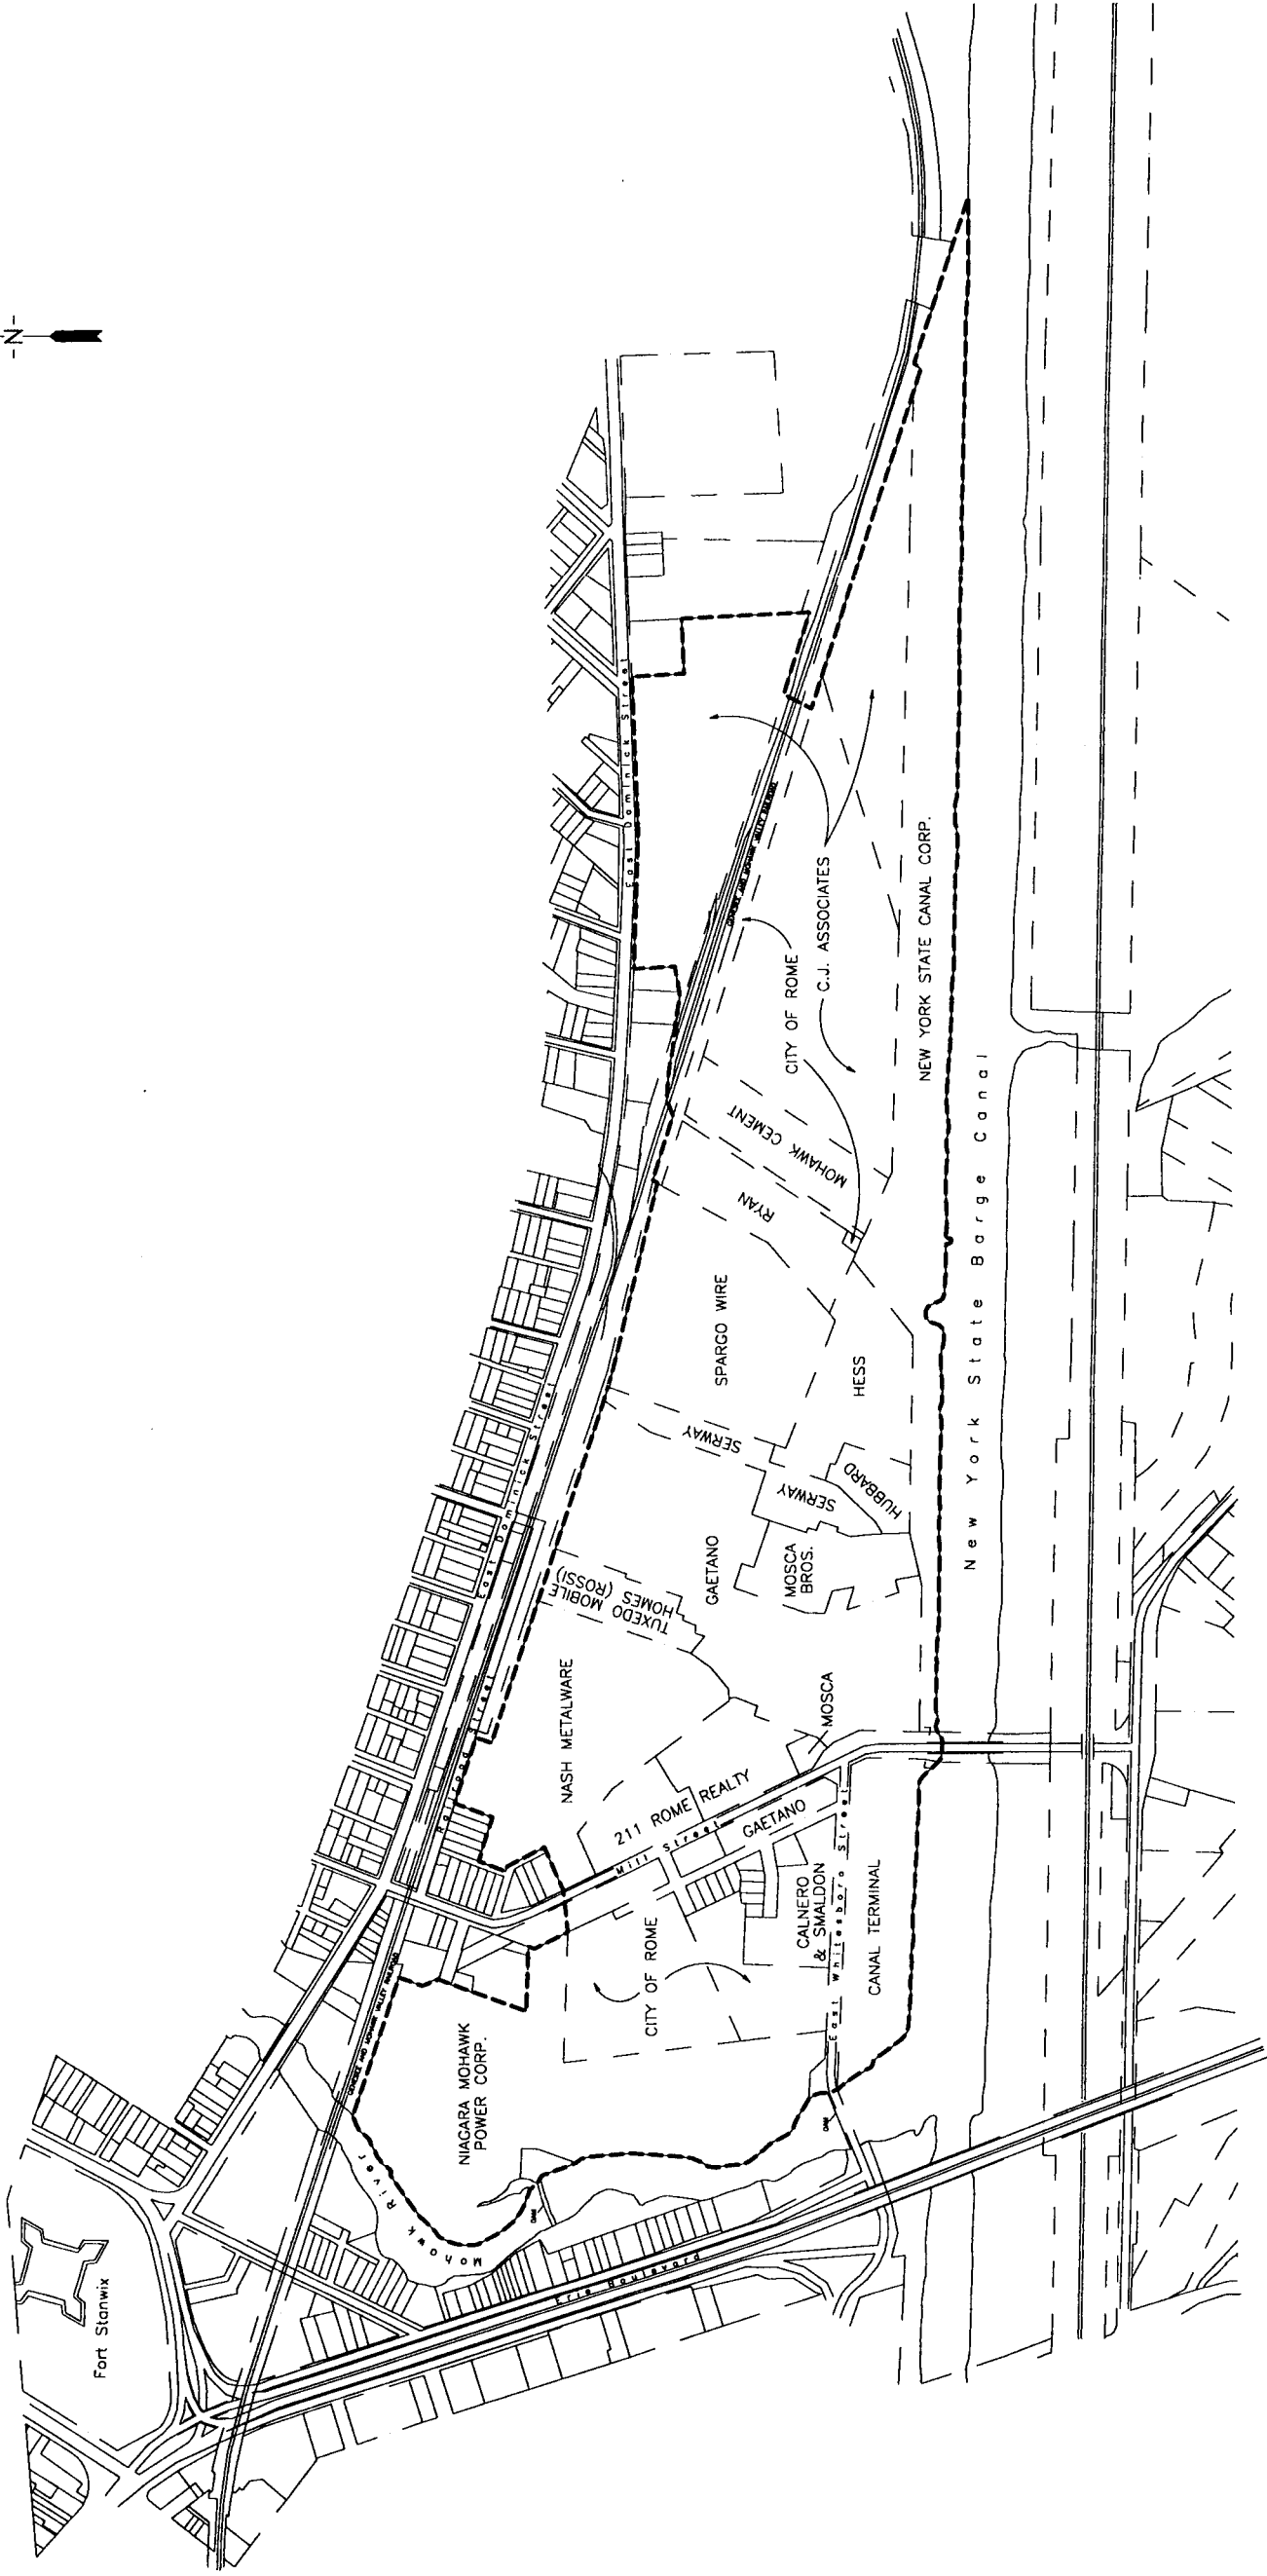 N
Fort Stanwix
Mohawk River
Erie Boulevard
NIAGARA MOHAWK
POWER CORP.
CITY OF ROME
Railroad Street
East Dominick Street
East Dominick Street
NASH METALWARE
TUXEDO MOBILE
HOMES (ROSSI)
211 ROME REALTY
Mill Street
GAETANO
MOSCA
CALNERO
& SMALDON
East Whitesboro Street
CANAL TERMINAL
GAETANO
MOSCA
BROS.
SERWAY
SERWAY
HUBBARD
SPARGO WIRE
HESS
RYAN
MOHAWK CEMENT
CITY OF ROME
C.J. ASSOCIATES
NEW YORK STATE CANAL CORP.
New York State Barge Canal